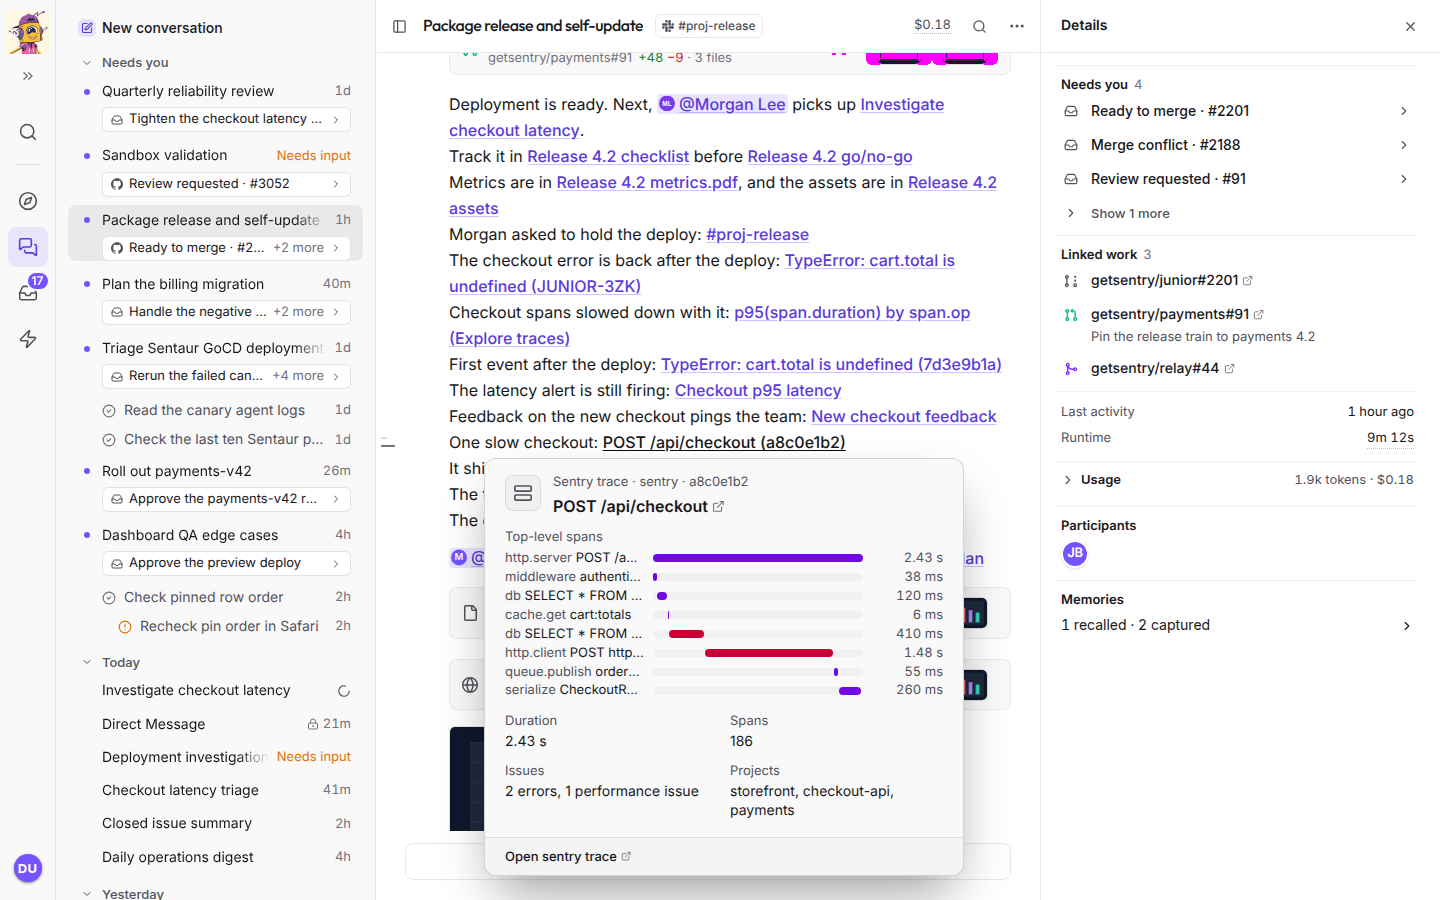 New conversation
Needs you
Quarterly reliability review 1d
Tighten the checkout latency ...
Sandbox validation Needs input
Review requested · #3052
Package release and self-update 1h
Ready to merge · #2... +2 more
Plan the billing migration 40m
Handle the negative ... +2 more
Triage Sentaur GoCD deployment 1d
Rerun the failed can... +4 more
Read the canary agent logs 1d
Check the last ten Sentaur p... 1d
Roll out payments-v42 26m
Approve the payments-v42 r...
Dashboard QA edge cases 4h
Approve the preview deploy
Check pinned row order 2h
Recheck pin order in Safari 2h
Today
Investigate checkout latency
Direct Message 21m
Deployment investigation Needs input
Checkout latency triage 41m
Closed issue summary 2h
Daily operations digest 4h
Yesterday
17
DU
Package release and self-update #proj-release $0.18
getsentry/payments#91 +48 −9 · 3 files
Deployment is ready. Next, ML @Morgan Lee picks up Investigate
checkout latency.
Track it in Release 4.2 checklist before Release 4.2 go/no-go
Metrics are in Release 4.2 metrics.pdf, and the assets are in Release 4.2
assets
Morgan asked to hold the deploy: #proj-release
The checkout error is back after the deploy: TypeError: cart.total is
undefined (JUNIOR-3ZK)
Checkout spans slowed down with it: p95(span.duration) by span.op
(Explore traces)
First event after the deploy: TypeError: cart.total is undefined (7d3e9b1a)
The latency alert is still firing: Checkout p95 latency
Feedback on the new checkout pings the team: New checkout feedback
One slow checkout: POST /api/checkout (a8c0e1b2)
It shi
The
The
M @
lan
Sentry trace · sentry · a8c0e1b2
POST /api/checkout
Top-level spans
http.server POST /a... 2.43 s
middleware authenti... 38 ms
db SELECT * FROM ... 120 ms
cache.get cart:totals 6 ms
db SELECT * FROM ... 410 ms
http.client POST http... 1.48 s
queue.publish order... 55 ms
serialize CheckoutR... 260 ms
Duration Spans
2.43 s 186
Issues Projects
2 errors, 1 performance issue storefront, checkout-api,
payments
Open sentry trace
Details
Needs you 4
Ready to merge · #2201
Merge conflict · #2188
Review requested · #91
Show 1 more
Linked work 3
getsentry/junior#2201
getsentry/payments#91
Pin the release train to payments 4.2
getsentry/relay#44
Last activity 1 hour ago
Runtime 9m 12s
Usage 1.9k tokens · $0.18
Participants
JB
Memories
1 recalled · 2 captured